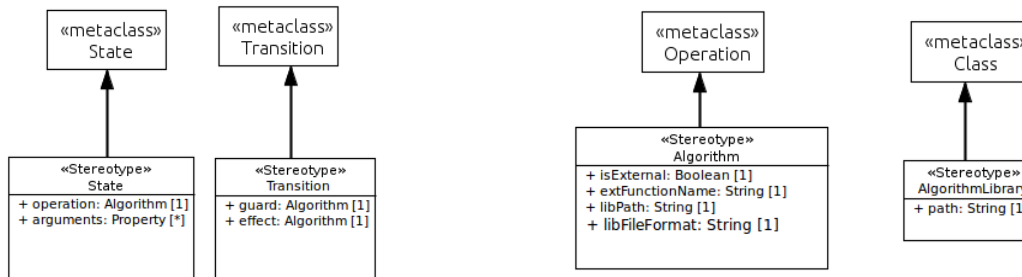 «metaclass»
State
«metaclass»
Transition
«metaclass»
Operation
«metaclass»
Class
«Stereotype»
State
+ operation: Algorithm [1]
+ arguments: Property [*]
«Stereotype»
Transition
+ guard: Algorithm [1]
+ effect: Algorithm [1]
«Stereotype»
Algorithm
+ isExternal: Boolean [1]
+ extFunctionName: String [1]
+ libPath: String [1]
+ libFileFormat: String [1]
«Stereotype»
AlgorithmLibrary
+ path: String [1